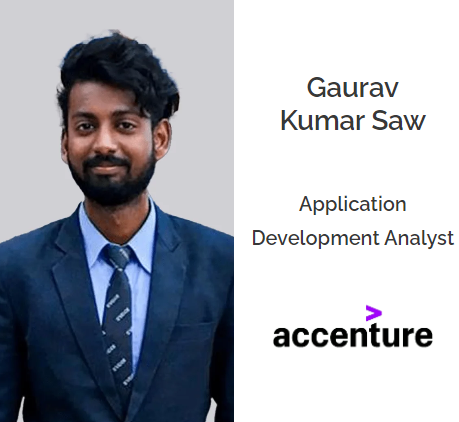 Gaurav
Kumar Saw
Application
Development Analyst
accenture